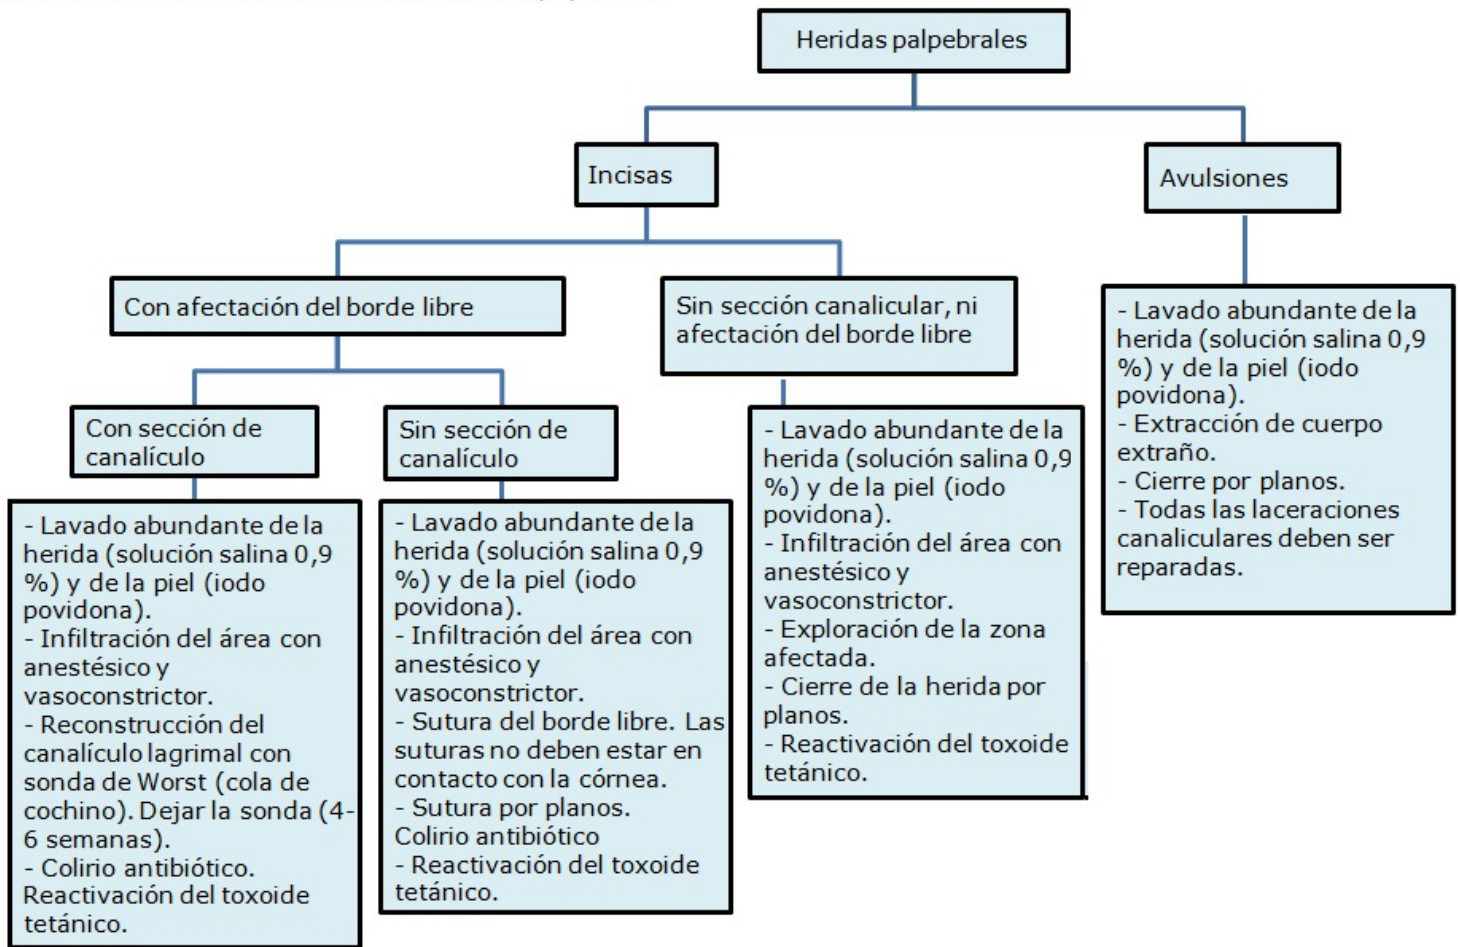 Heridas palpebrales
Incisas
Avulsiones
Con afectación del borde libre
Sin sección canalicular, ni
afectación del borde libre
- Lavado abundante de la
herida (solución salina 0,9
%) y de la piel (iodo
povidona).
- Extracción de cuerpo
extraño.
- Cierre por planos.
- Todas las laceraciones
canaliculares deben ser
reparadas.
Con sección de
canalículo
Sin sección de
canalículo
- Lavado abundante de la
herida (solución salina 0,9
%) y de la piel (iodo
povidona).
- Infiltración del área con
anestésico y
vasoconstrictor.
- Reconstrucción del
canalículo lagrimal con
sonda de Worst (cola de
cochino). Dejar la sonda (4-
6 semanas).
- Colirio antibiótico.
Reactivación del toxoide
tetánico.
- Lavado abundante de la
herida (solución salina 0,9
%) y de la piel (iodo
povidona).
- Infiltración del área con
anestésico y
vasoconstrictor.
- Sutura del borde libre. Las
suturas no deben estar en
contacto con la córnea.
- Sutura por planos.
Colirio antibiótico
- Reactivación del toxoide
tetánico.
- Lavado abundante de la
herida (solución salina 0,9
%) y de la piel (iodo
povidona).
- Infiltración del área con
anestésico y
vasoconstrictor.
- Exploración de la zona
afectada.
- Cierre de la herida por
planos.
- Reactivación del toxoide
tetánico.